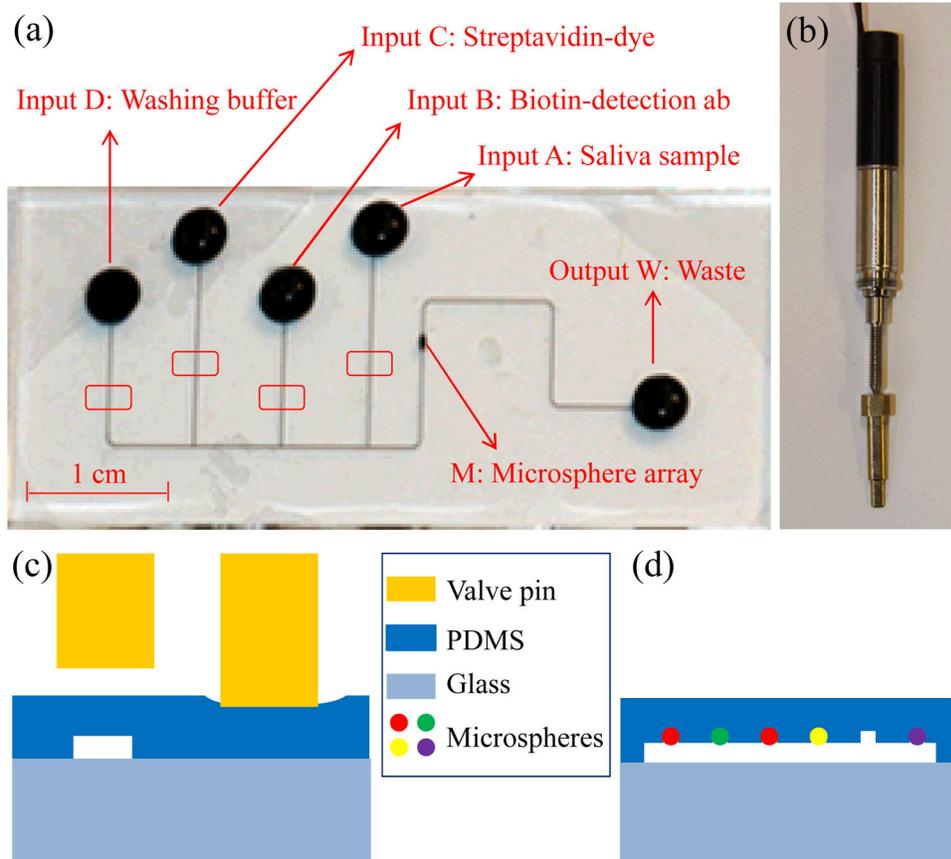 (a)
Input C: Streptavidin-dye
Input D: Washing buffer
Input B: Biotin-detection ab
Input A: Saliva sample
Output W: Waste
M: Microsphere array
1 cm
(b)
(c)
Valve pin
PDMS
Glass
Microspheres
(d)